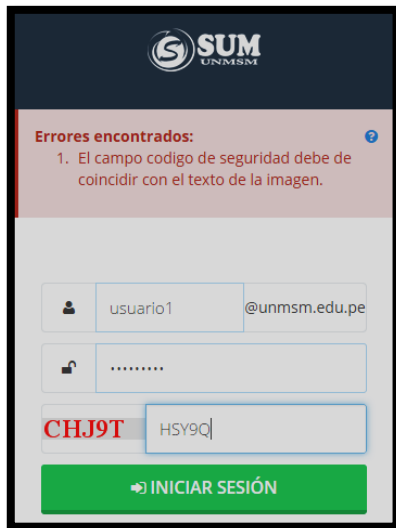 SUM
UNMSM
Errores encontrados:
1. El campo codigo de seguridad debe de
coincidir con el texto de la imagen.
usuario1 @unmsm.edu.pe
•••••••••
CHJ9T HSY9Q
INICIAR SESIÓN